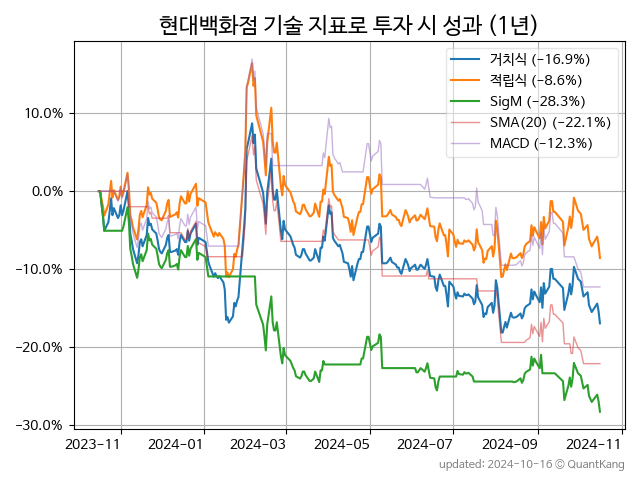 현대백화점 기술 지표로 투자 시 성과 (1년)
거치식 (−16.9%)
적립식 (−8.6%)
SigM (−28.3%)
SMA(20) (−22.1%)
MACD (−12.3%)
10.0%
0.0%
−10.0%
−20.0%
−30.0%
2023−11 2024−01 2024−03 2024−05 2024−07 2024−09 2024−11
updated: 2024−10−16 © QuantKang